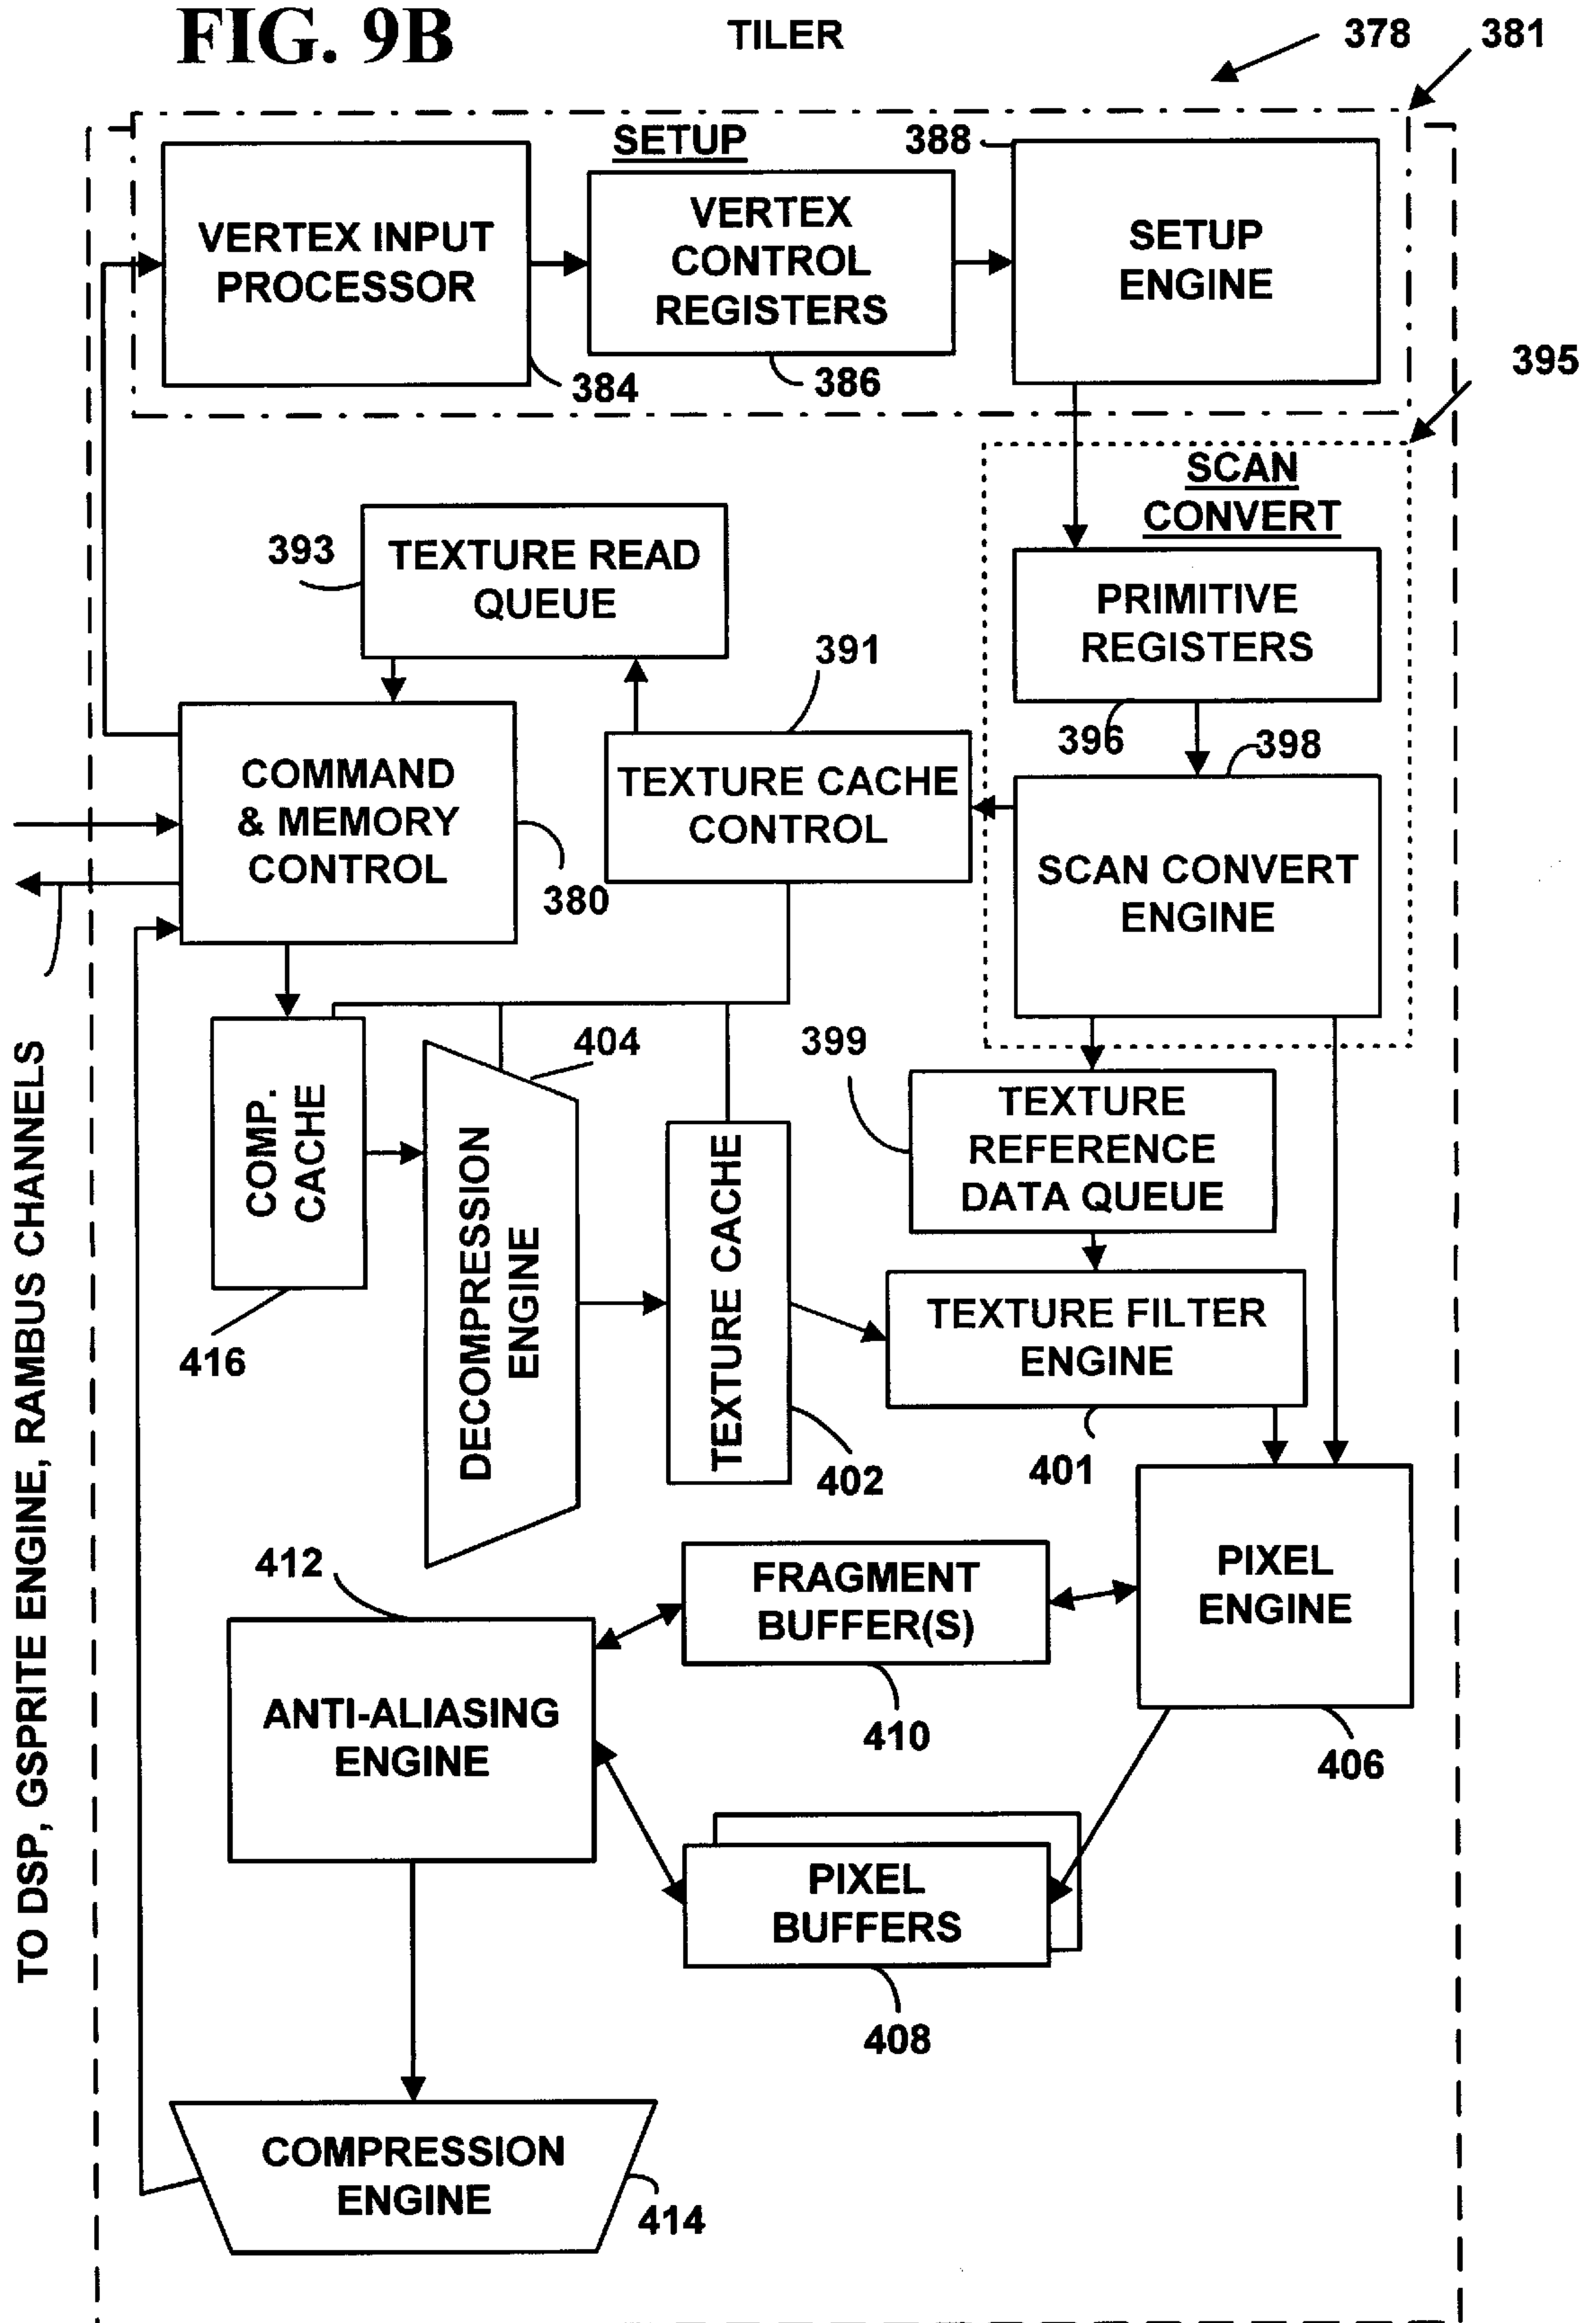 FIG. 9B
TILER
378
381
SETUP
388
VERTEX INPUT
PROCESSOR
VERTEX
CONTROL
REGISTERS
SETUP
ENGINE
384
386
395
SCAN
CONVERT
393
TEXTURE READ
QUEUE
PRIMITIVE
REGISTERS
391
396
398
COMMAND
& MEMORY
CONTROL
TEXTURE CACHE
CONTROL
380
SCAN CONVERT
ENGINE
404
399
COMP.
CACHE
DECOMPRESSION
ENGINE
TEXTURE CACHE
TEXTURE
REFERENCE
DATA QUEUE
TEXTURE FILTER
ENGINE
416
402
401
TO DSP, GSPRITE ENGINE, RAMBUS CHANNELS
412
FRAGMENT
BUFFER(S)
PIXEL
ENGINE
ANTI-ALIASING
ENGINE
410
406
PIXEL
BUFFERS
408
COMPRESSION
ENGINE
414